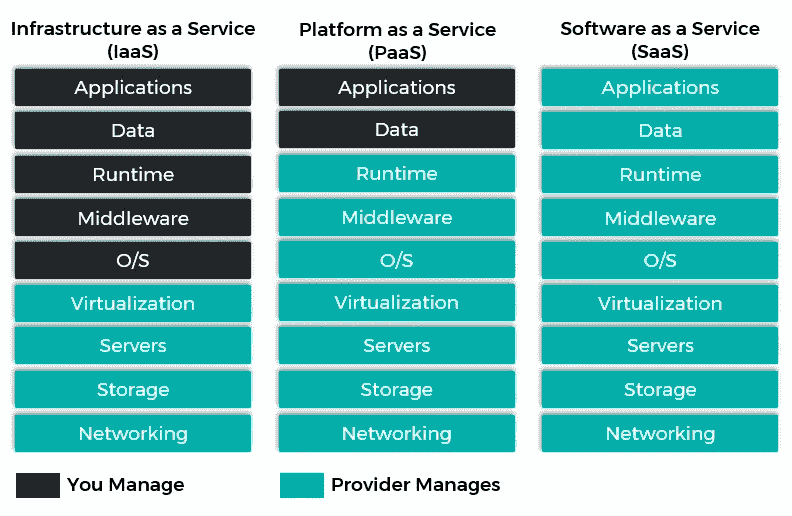 Infrastructure as a Service
(IaaS)
Applications
Data
Runtime
Middleware
O/S
Virtualization
Servers
Storage
Networking
Platform as a Service
(PaaS)
Applications
Data
Runtime
Middleware
O/S
Virtualization
Servers
Storage
Networking
Software as a Service
(SaaS)
Applications
Data
Runtime
Middleware
O/S
Virtualization
Servers
Storage
Networking
You Manage
Provider Manages